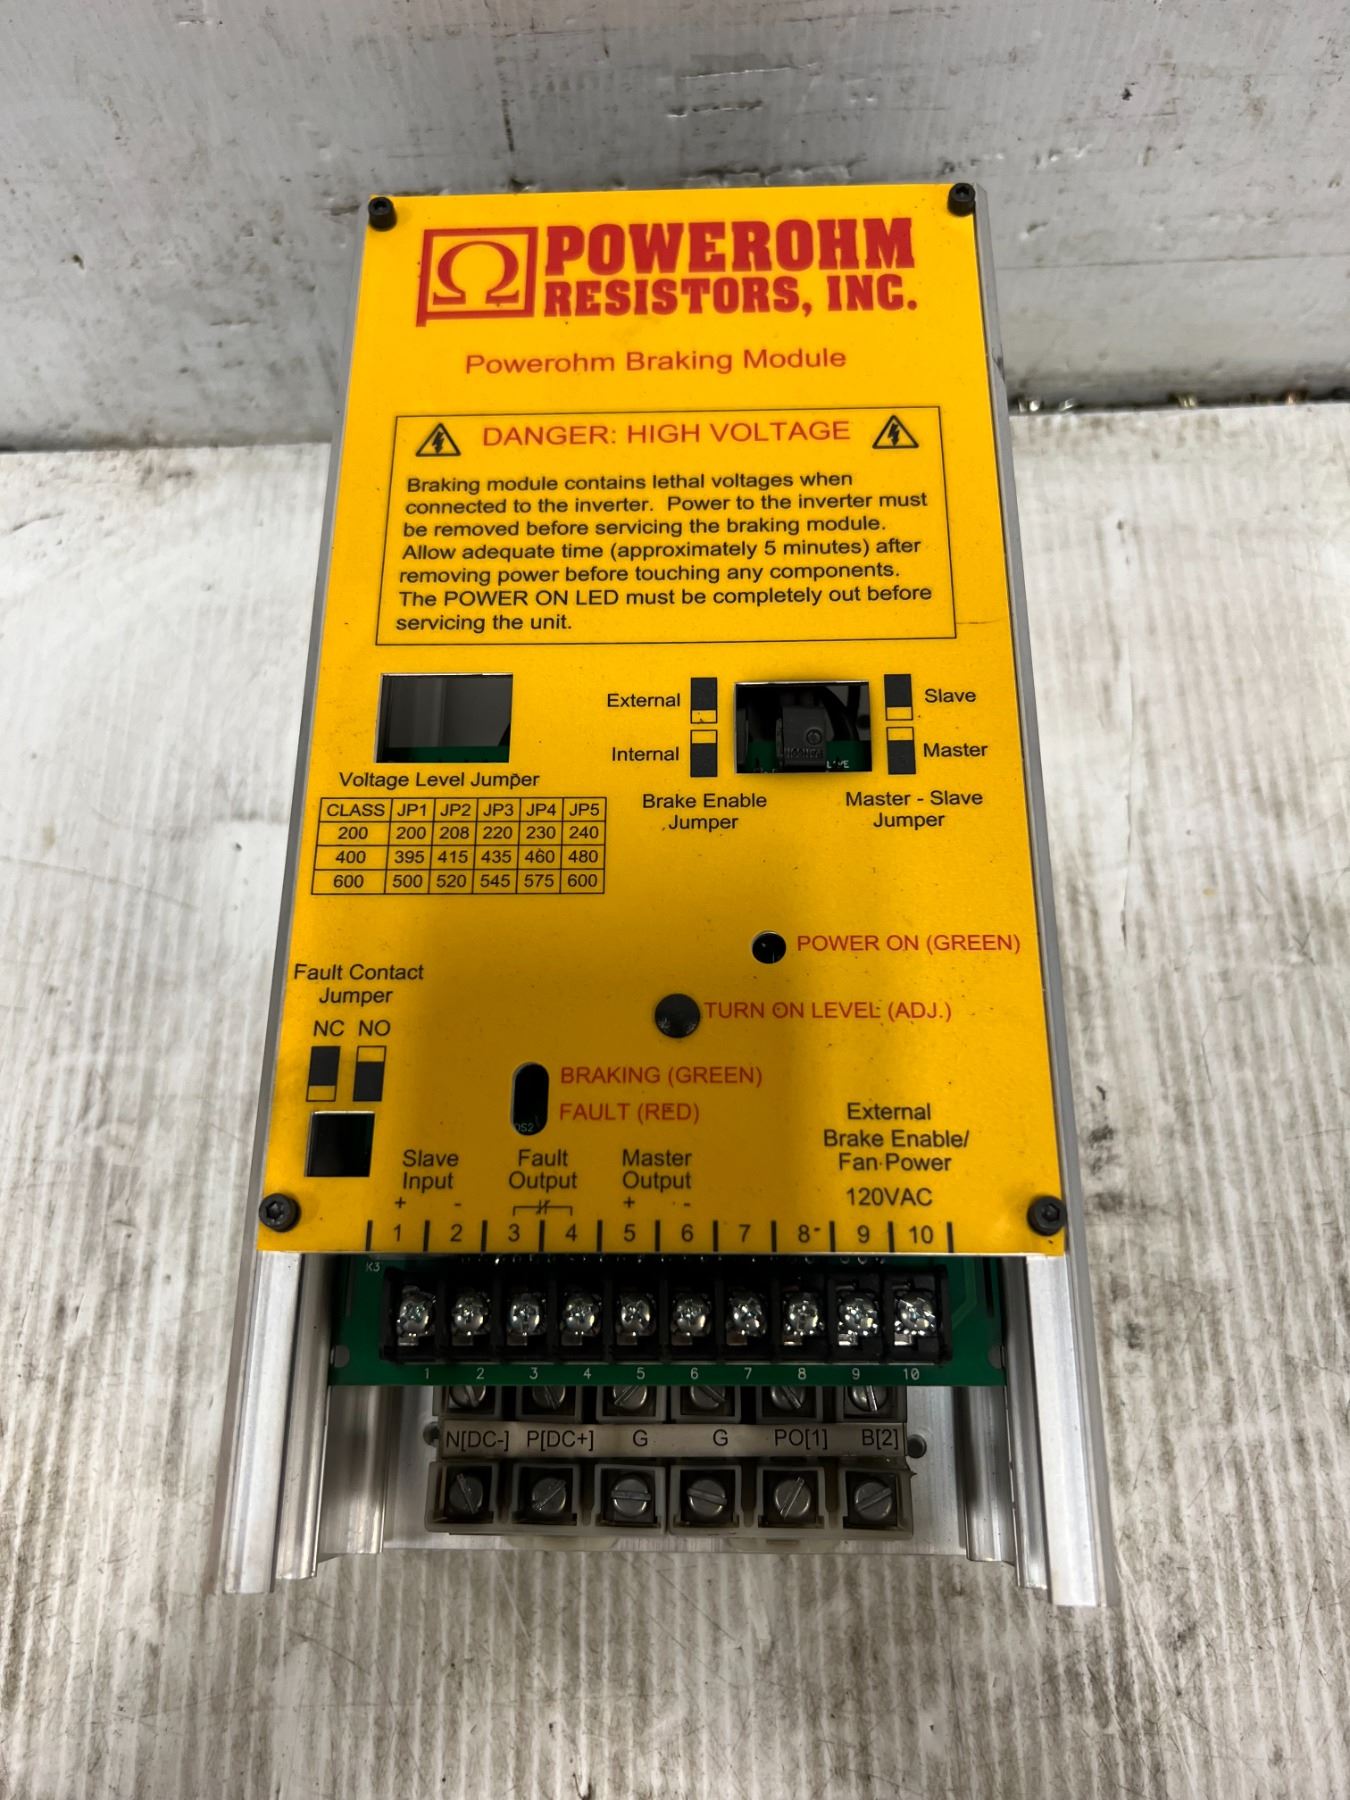 POWEROHM
RESISTORS, INC.
Powerohm Braking Module
DANGER: HIGH VOLTAGE
Braking module contains lethal voltages when
connected to the inverter. Power to the inverter must
be removed before servicing the braking module.
Allow adequate time (approximately 5 minutes) after
removing power before touching any components.
The POWER ON LED must be completely out before
servicing the unit.
External
Internal
Brake Enable
Jumper
Slave
Master
Master - Slave
Jumper
Voltage Level Jumper
CLASS JP1 JP2 JP3 JP4 JP5
200 200 208 220 230 240
400 395 415 435 460 480
600 500 520 545 575 600
POWER ON (GREEN)
TURN ON LEVEL (ADJ.)
Fault Contact
Jumper
NC NO
BRAKING (GREEN)
FAULT (RED)
DS2
Slave
Input
+ -
Fault
Output
Master
Output
+ -
External
Brake Enable/
Fan Power
120VAC
1 2 3 4 5 6 7 8 9 10
K3
1 2 3 4 5 6 7 8 9 10
N[DC-] P[DC+] G G PO[1] B[2]